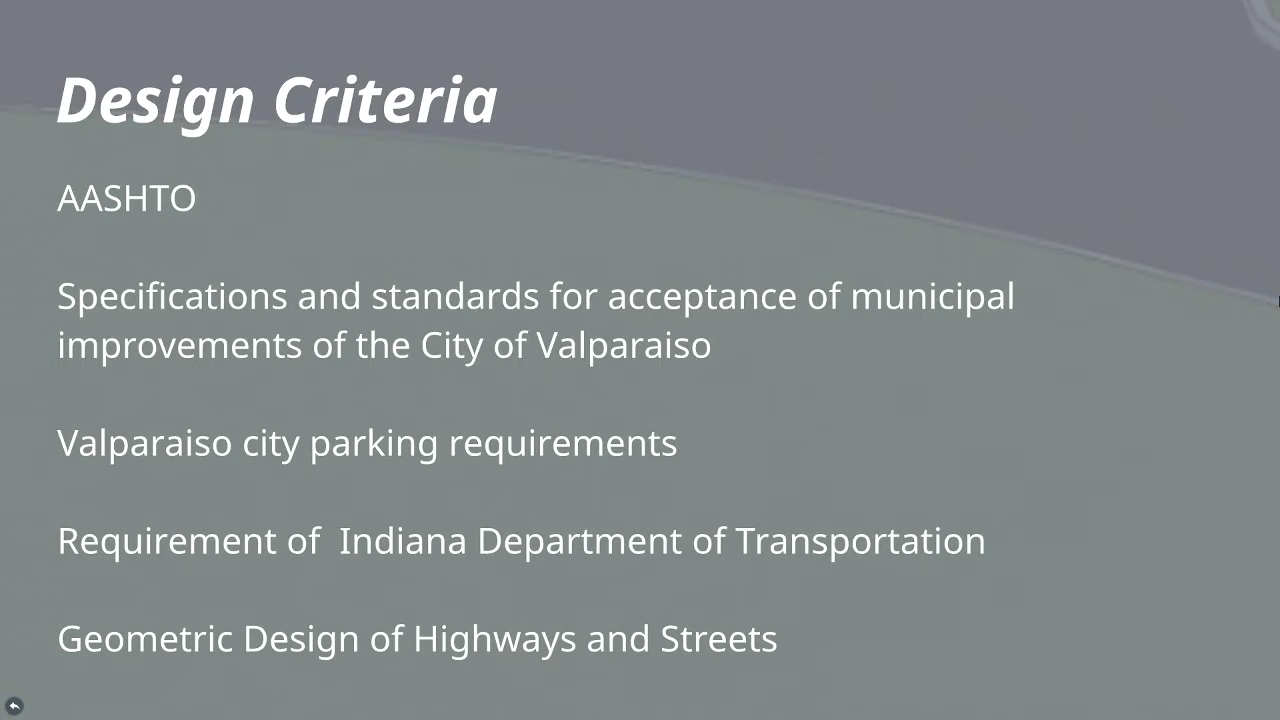 Design Criteria
AASHTO
Specifications and standards for acceptance of municipal
improvements of the City of Valparaiso
Valparaiso city parking requirements
Requirement of  Indiana Department of Transportation
Geometric Design of Highways and Streets